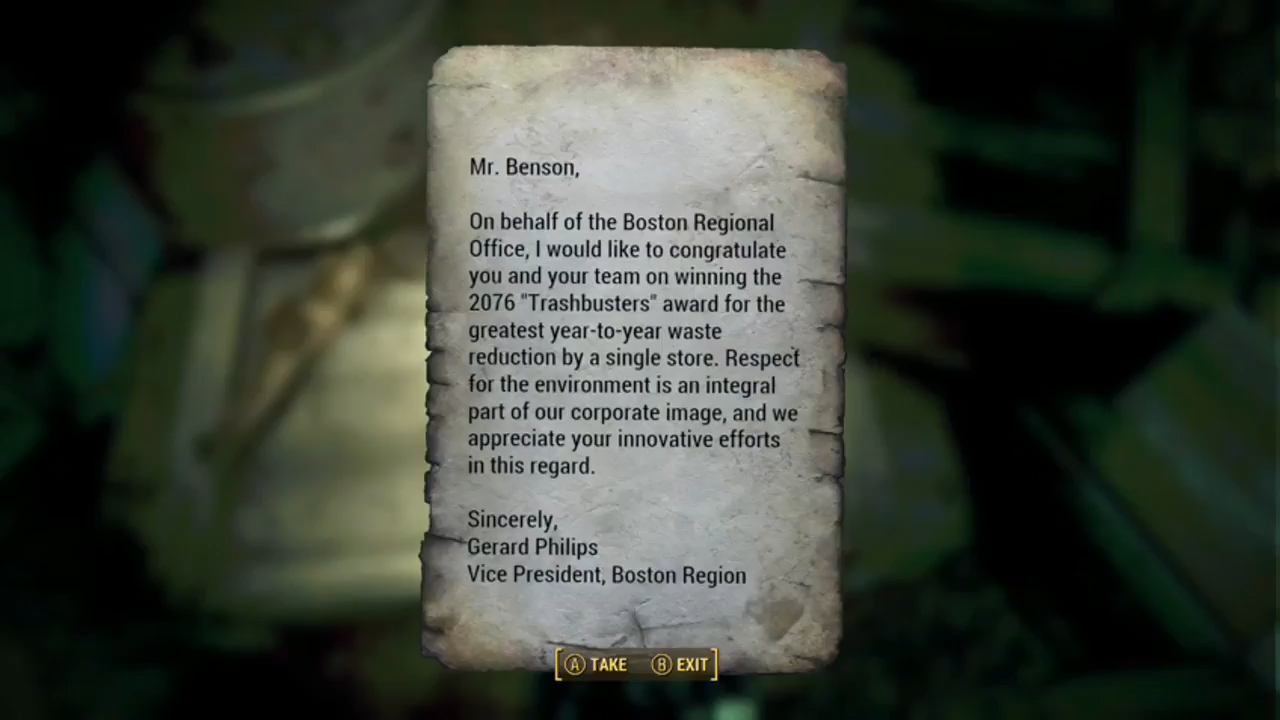 Mr. Benson,
On behalf of the Boston Regional
Office, I would like to congratulate
you and your team on winning the
2076 "Trashbusters" award for the
greatest year-to-year waste
reduction by a single store. Respect
for the environment is an integral
part of our corporate image, and we
appreciate your innovative efforts
in this regard.
Sincerely,
Gerard Philips
Vice President, Boston Region
A TAKE B EXIT